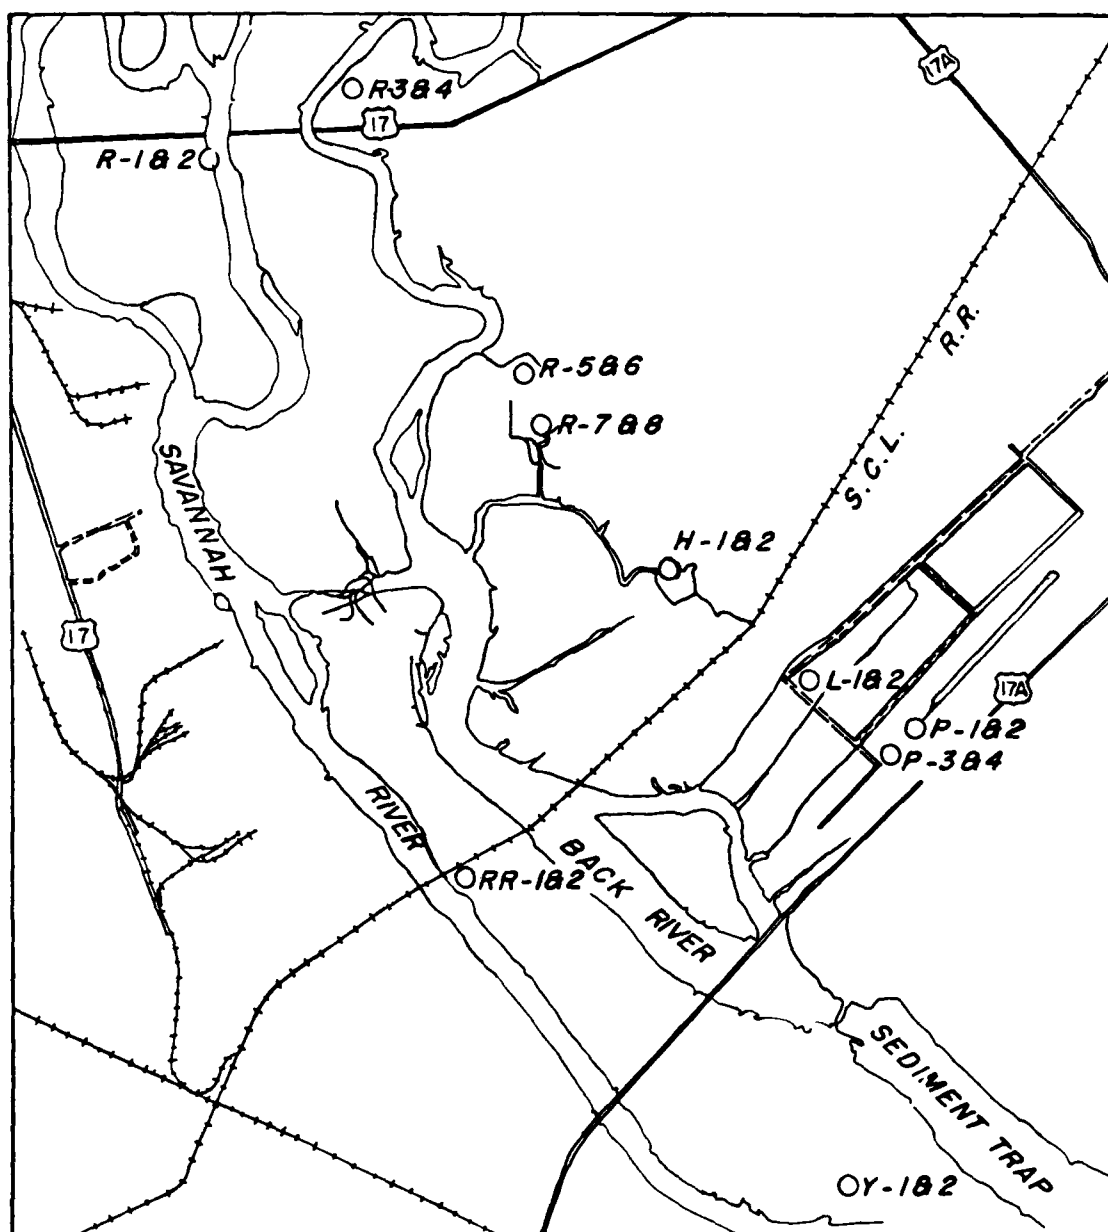 17A
R-3&4
17
R-1&2
R.R.
R-5&6
R-7&8
S.C.L.
SAVANNAH
H-1&2
17
L-1&2
17A
P-1&2
P-3&4
RIVER
BACK
RR-1&2
RIVER
SEDIMENT TRAP
Y-1&2